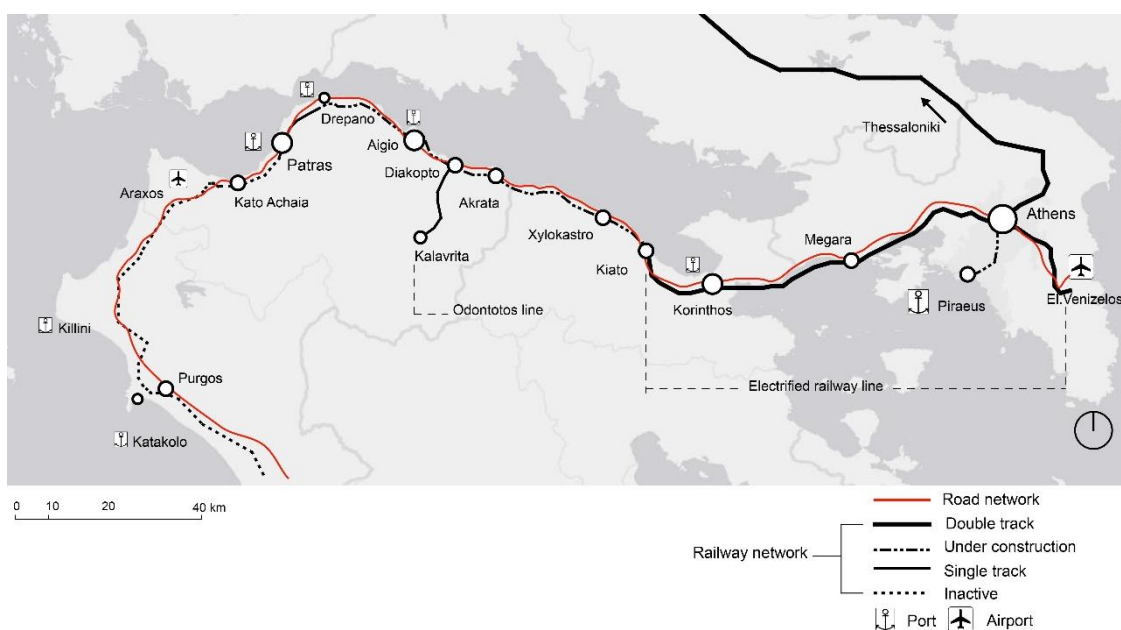 Thessaloniki
Drepano
Aigio
Patras
Diakopto
Araxos
Kato Achaia
Akrata
Athens
Xylokastro
Megara
Kalavrita
Kiato
Korinthos
Piraeus
El.Venizelos
Odontotos line
Killini
Purgos
Electrified railway line
Katakolo
0 10 20 40 km
Road network
Double track
Railway network
Under construction
Single track
Inactive
Port
Airport